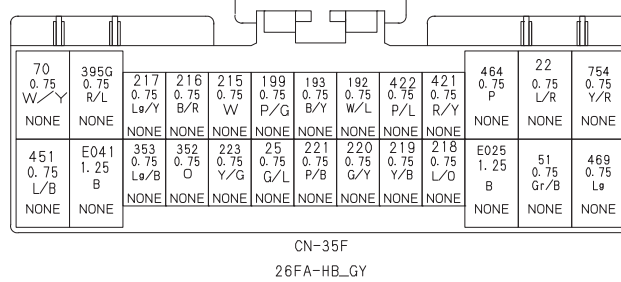 70 395G 217 216 215 199 193 192 422 421 464 22 754
0.75 0.75 0.75 0.75 0.75 0.75 0.75 0.75 0.75 0.75 0.75 0.75 0.75
W/Y R/L Lg/Y B/R W P/G B/Y W/L P/L R/Y P L/R Y/R
NONE NONE NONE NONE NONE NONE NONE NONE NONE NONE NONE NONE NONE
451 E041 353 352 223 25 221 220 219 218 E025 51 469
0.75 1.25 0.75 0.75 0.75 0.75 0.75 0.75 0.75 0.75 1.25 0.75 0.75
L/B B Lg/B O Y/G G/L P/B G/Y Y/B L/O B Gr/B Lg
NONE NONE NONE NONE NONE NONE NONE NONE NONE NONE NONE NONE NONE
CN-35F
26FA-HB_GY